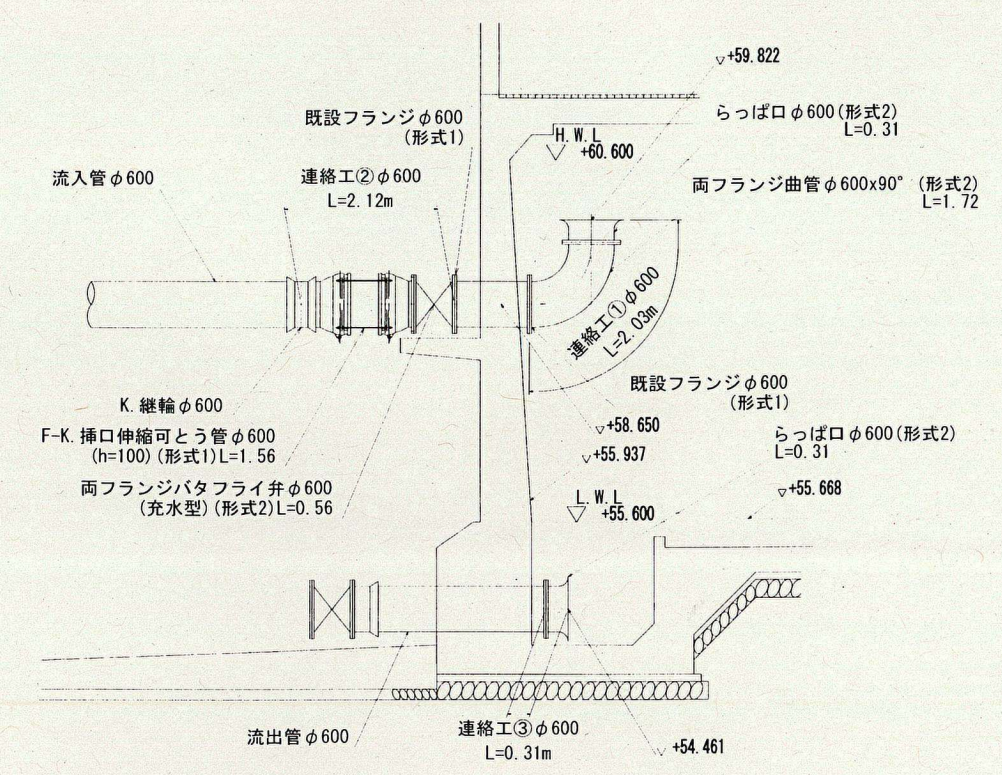 +59.822
らっぱ口φ600(形式2)
L=0.31
既設フランジφ600
(形式1)
H.W.L
+60.600
流入管φ600
連絡工②φ600
L=2.12m
両フランジ曲管φ600x90°(形式2)
L=1.72
連絡工①φ600
L=2.03m
既設フランジφ600
(形式1)
K.継輪φ600
F-K.挿口伸縮可とう管φ600
(h=100)(形式1)L=1.56
両フランジバタフライ弁φ600
(充水型)(形式2)L=0.56
+58.650
+55.937
らっぱ口φ600(形式2)
L=0.31
+55.668
L.W.L
+55.600
流出管φ600
連絡工③φ600
L=0.31m
+54.461